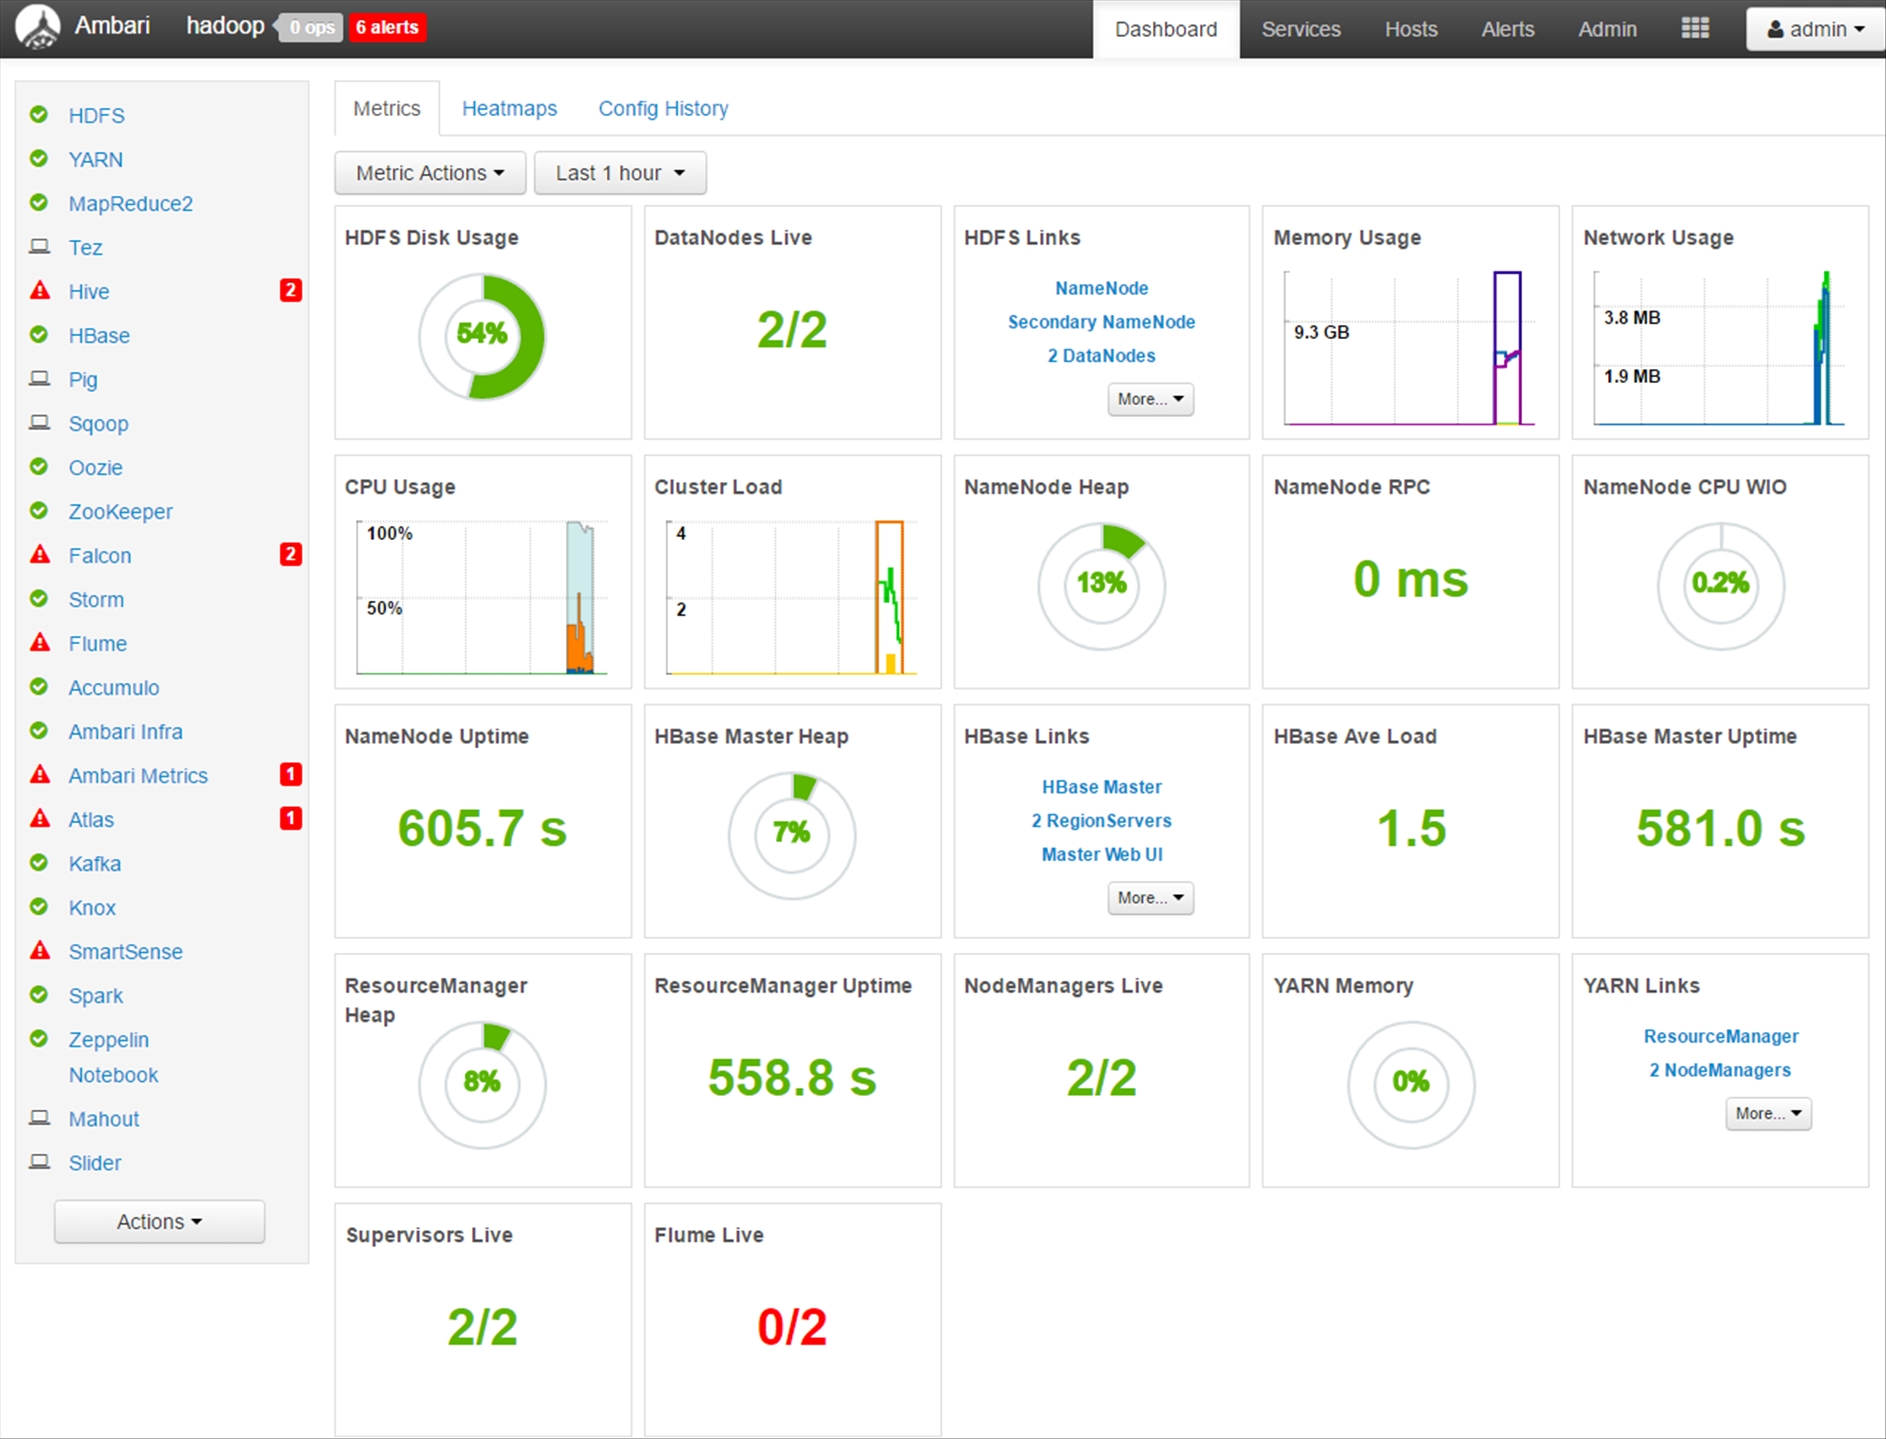 Ambari hadoop 0 ops 6 alerts Dashboard Services Hosts Alerts Admin admin
HDFS
YARN
MapReduce2
Tez
Hive 2
HBase
Pig
Sqoop
Oozie
ZooKeeper
Falcon 2
Storm
Flume
Accumulo
Ambari Infra
Ambari Metrics 1
Atlas 1
Kafka
Knox
SmartSense
Spark
Zeppelin
Notebook
Mahout
Slider
Actions
Metrics Heatmaps Config History
Metric Actions Last 1 hour
HDFS Disk Usage
54%
DataNodes Live
2/2
HDFS Links
NameNode
Secondary NameNode
2 DataNodes
More...
Memory Usage
9.3 GB
Network Usage
3.8 MB
1.9 MB
CPU Usage
100%
50%
Cluster Load
4
2
NameNode Heap
13%
NameNode RPC
0 ms
NameNode CPU WIO
0.2%
NameNode Uptime
605.7 s
HBase Master Heap
7%
HBase Links
HBase Master
2 RegionServers
Master Web UI
More...
HBase Ave Load
1.5
HBase Master Uptime
581.0 s
ResourceManager
Heap
8%
ResourceManager Uptime
558.8 s
NodeManagers Live
2/2
YARN Memory
0%
YARN Links
ResourceManager
2 NodeManagers
More...
Supervisors Live
2/2
Flume Live
0/2